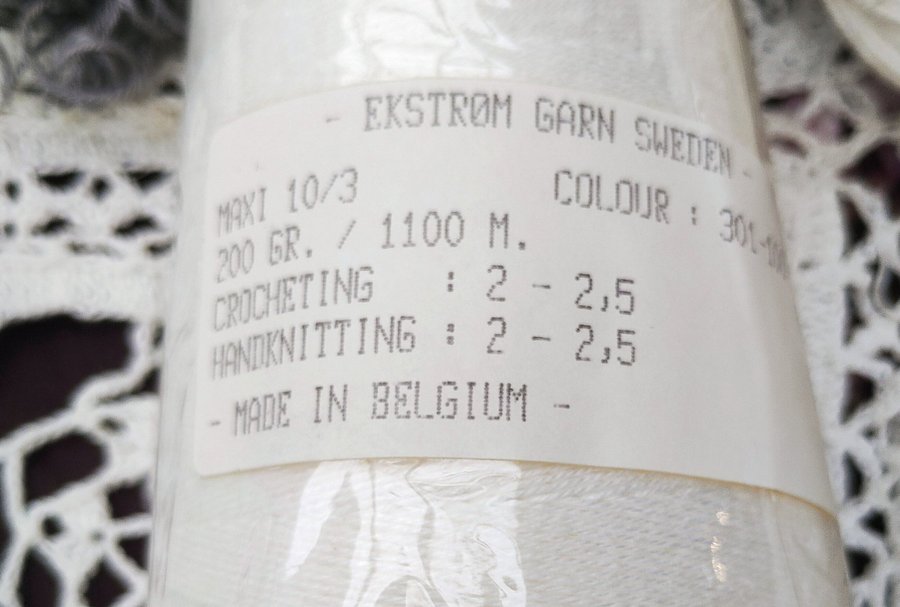 - EKSTRØM GARN SWEDEN -
MAXI 10/3 COLOUR : 301-
200 GR. / 1100 M.
CROCHETING : 2 - 2,5
HANDKNITTING : 2 - 2,5
- MADE IN BELGIUM -